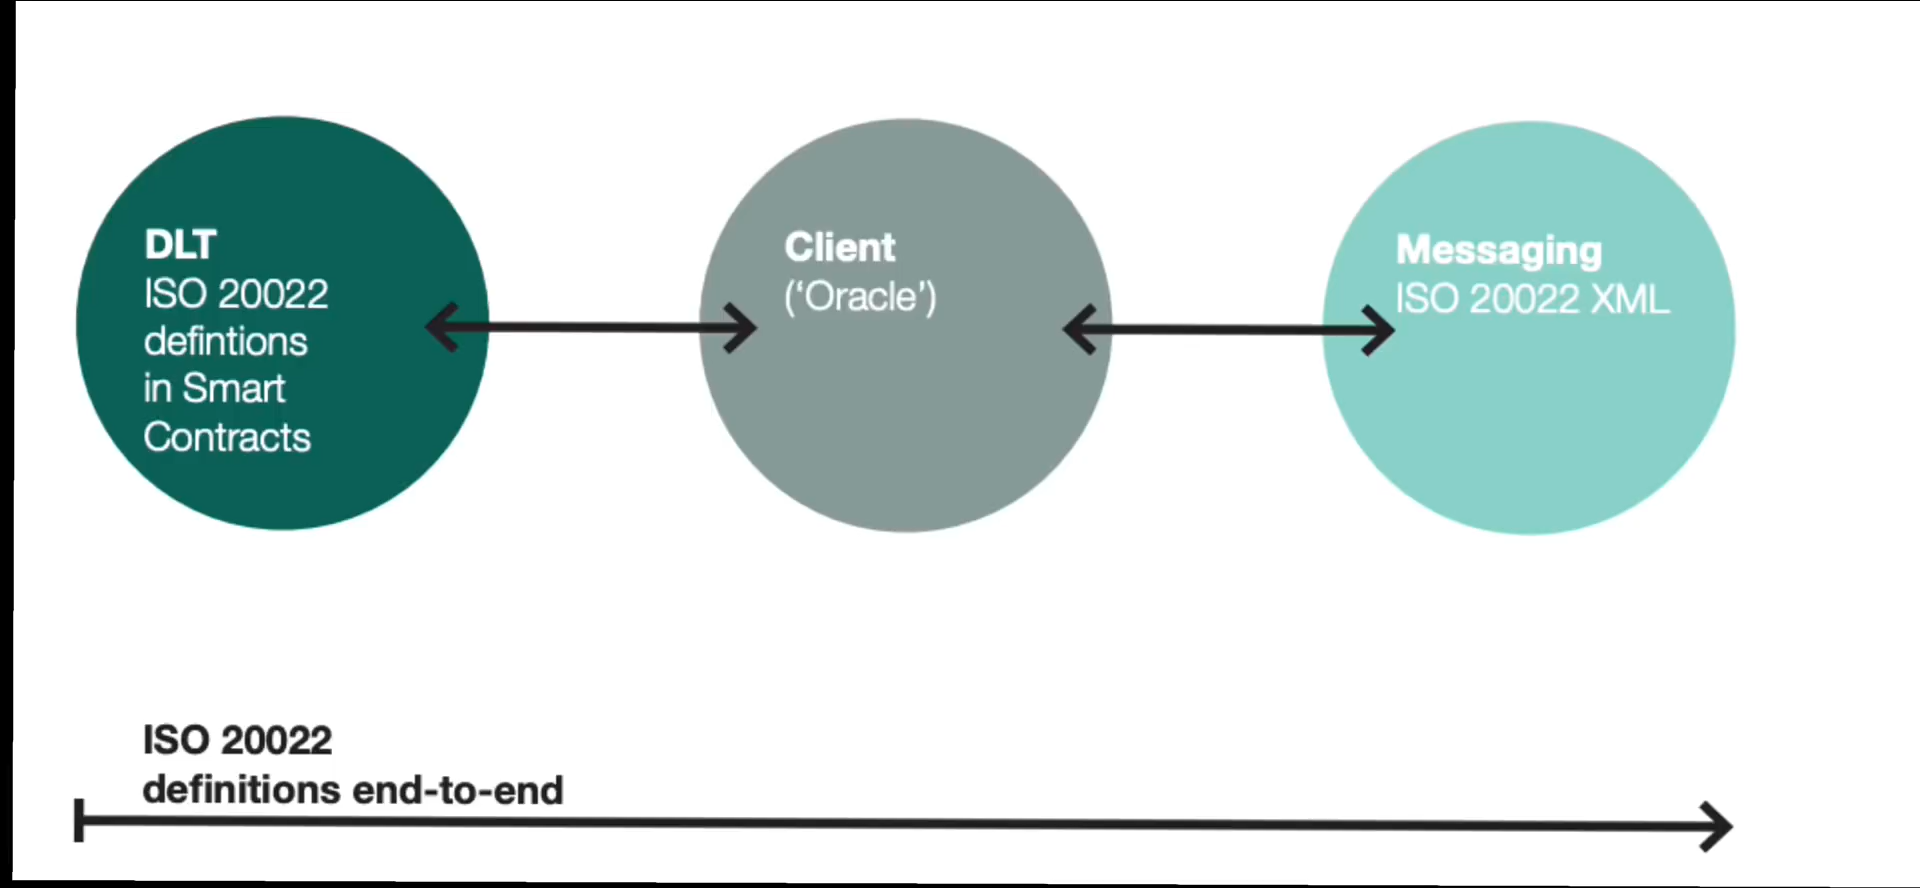 DLT
ISO 20022
defintions
in Smart
Contracts
Client
(‘Oracle’)
Messaging
ISO 20022 XML
ISO 20022
definitions end-to-end